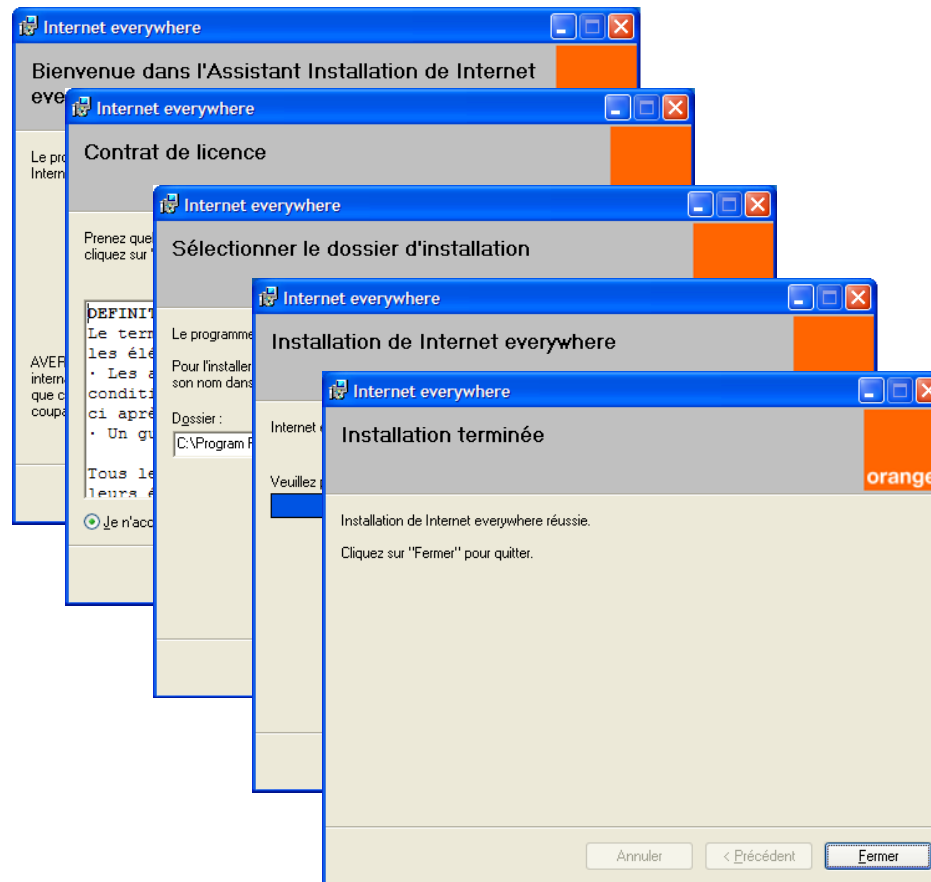 Internet everywhere
Bienvenue dans l'Assistant Installation de Internet
eve
Le pro
Intern
AVER
intern
que c
coupa
Internet everywhere
Contrat de licence
Prenez quel
cliquez sur "
DEFINIT
Le term
les élé
· Les a
conditi
ci aprè
· Un gu
Tous le
leurs é
Je n'acc
Internet everywhere
Sélectionner le dossier d'installation
Le programme
Pour l'installer
son nom dans
Dossier :
C:\Program F
Internet everywhere
Installation de Internet everywhere
Internet
Veuillez p
Internet everywhere
Installation terminée
orange
Installation de Internet everywhere réussie.
Cliquez sur "Fermer" pour quitter.
Annuler
< Précédent
Fermer